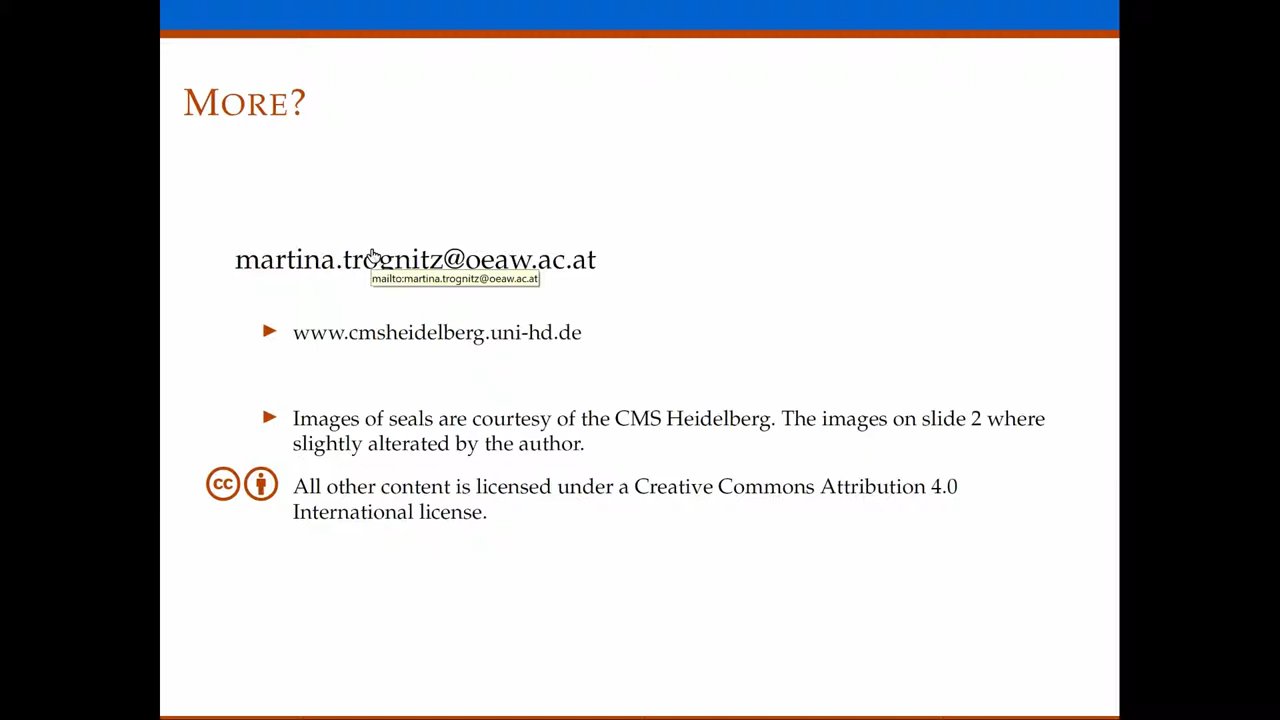 MORE?
martina.trognitz@oeaw.ac.at
mailto:martina.trognitz@oeaw.ac.at
www.cmsheidelberg.uni-hd.de
Images of seals are courtesy of the CMS Heidelberg. The images on slide 2 where
slightly alterated by the author.
cc
All other content is licensed under a Creative Commons Attribution 4.0
International license.